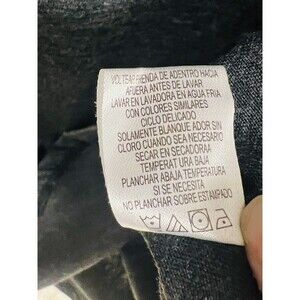 VOLTEAR PRENDA DE ADENTRO HACIA
AFUERA ANTES DE LAVAR
LAVAR EN LAVADORA EN AGUA FRIA
CON COLORES SIMILARES
CICLO DELICADO
SOLAMENTE BLANQUEADOR SIN
CLORO CUANDO SEA NECESARIO
SECAR EN SECADORAA
TEMPERATURA BAJA
PLANCHAR ABAJA TEMPERATURA
SI SE NECESITA
NO PLANCHAR SOBRE ESTAMPADO